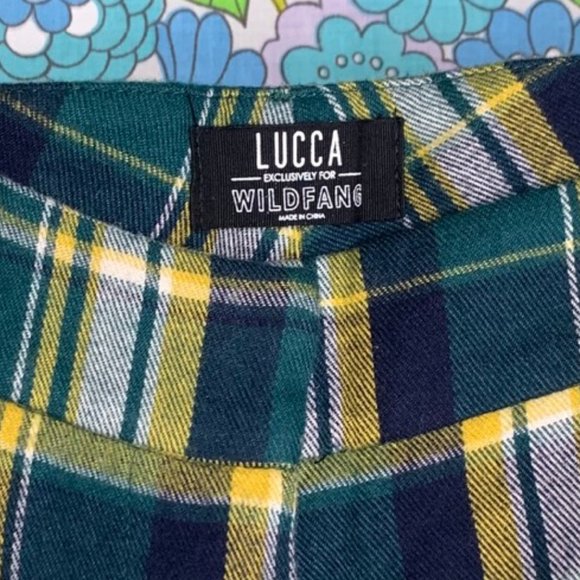 LUCCA
EXCLUSIVELY FOR
WILDFANG
MADE IN CHINA